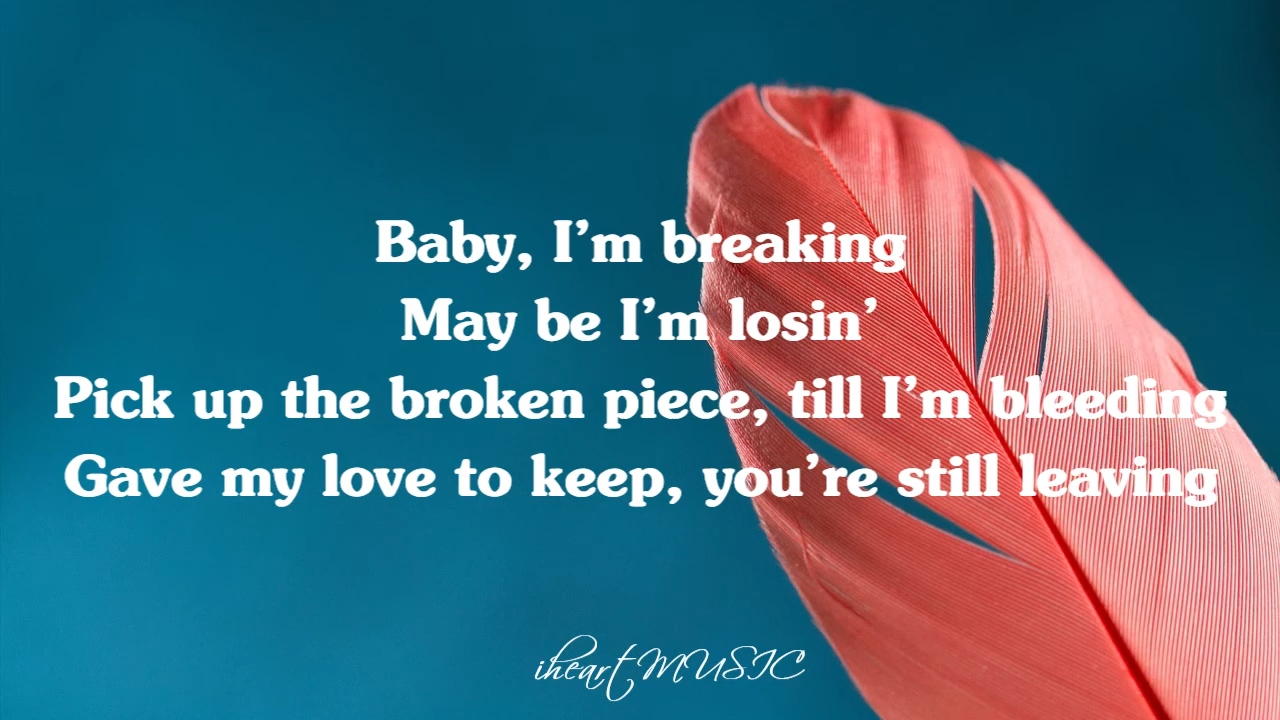 Baby, I’m breaking
May be I’m losin’
Pick up the broken piece, till I’m bleeding
Gave my love to keep, you’re still leaving
iheartMUSIC